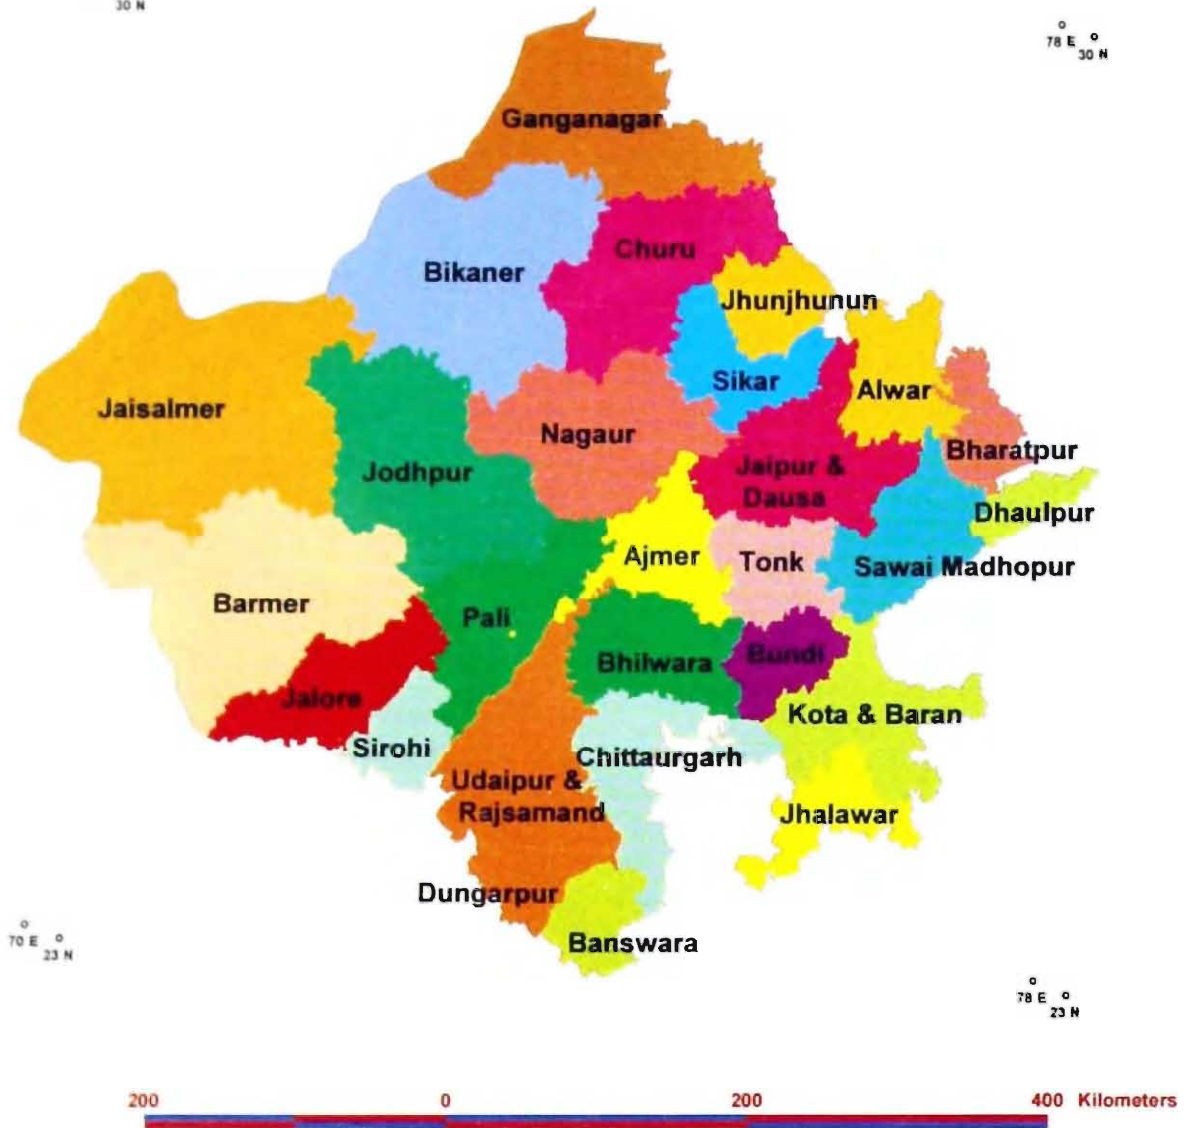 30 N
78 E
30 N
Ganganagar
Churu
Bikaner
Jhunjhunun
Sikar
Alwar
Jaisalmer
Nagaur
Bharatpur
Jodhpur
Jaipur &
Dausa
Dhaulpur
Ajmer
Tonk
Sawai Madhopur
Barmer
Pali
Bhilwara
Bundi
Jalore
Kota & Baran
Sirohi
Chittaurgarh
Udaipur &
Rajsamand
Jhalawar
Dungarpur
Banswara
70 E
23 N
78 E
23 N
200 0 200 400 Kilometers